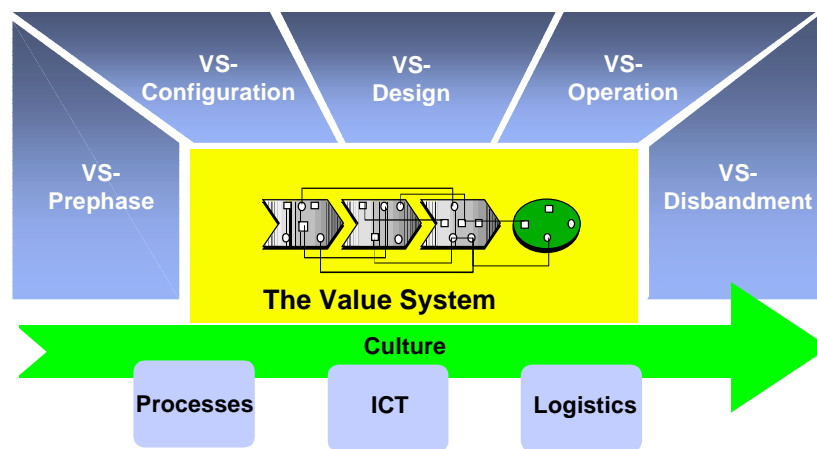 VS-
Prephase
VS-
Configuration
VS-
Design
VS-
Operation
VS-
Disbandment
The Value System
Culture
Processes
ICT
Logistics